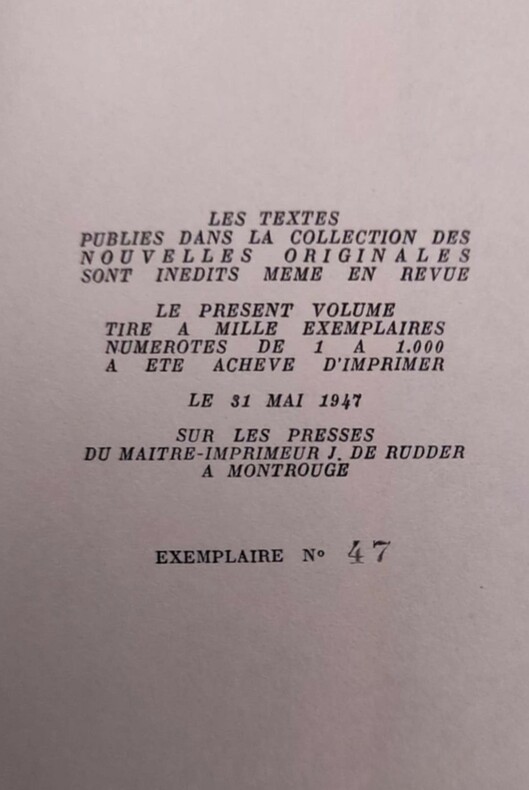 LES TEXTES
PUBLIES DANS LA COLLECTION DES
NOUVELLES ORIGINALES
SONT INEDITS MEME EN REVUE
LE PRESENT VOLUME
TIRE A MILLE EXEMPLAIRES
NUMEROTES DE 1 A 1.000
A ETE ACHEVE D'IMPRIMER
LE 31 MAI 1947
SUR LES PRESSES
DU MAITRE-IMPRIMEUR J. DE RUDDER
A MONTROUGE
EXEMPLAIRE Nº 47